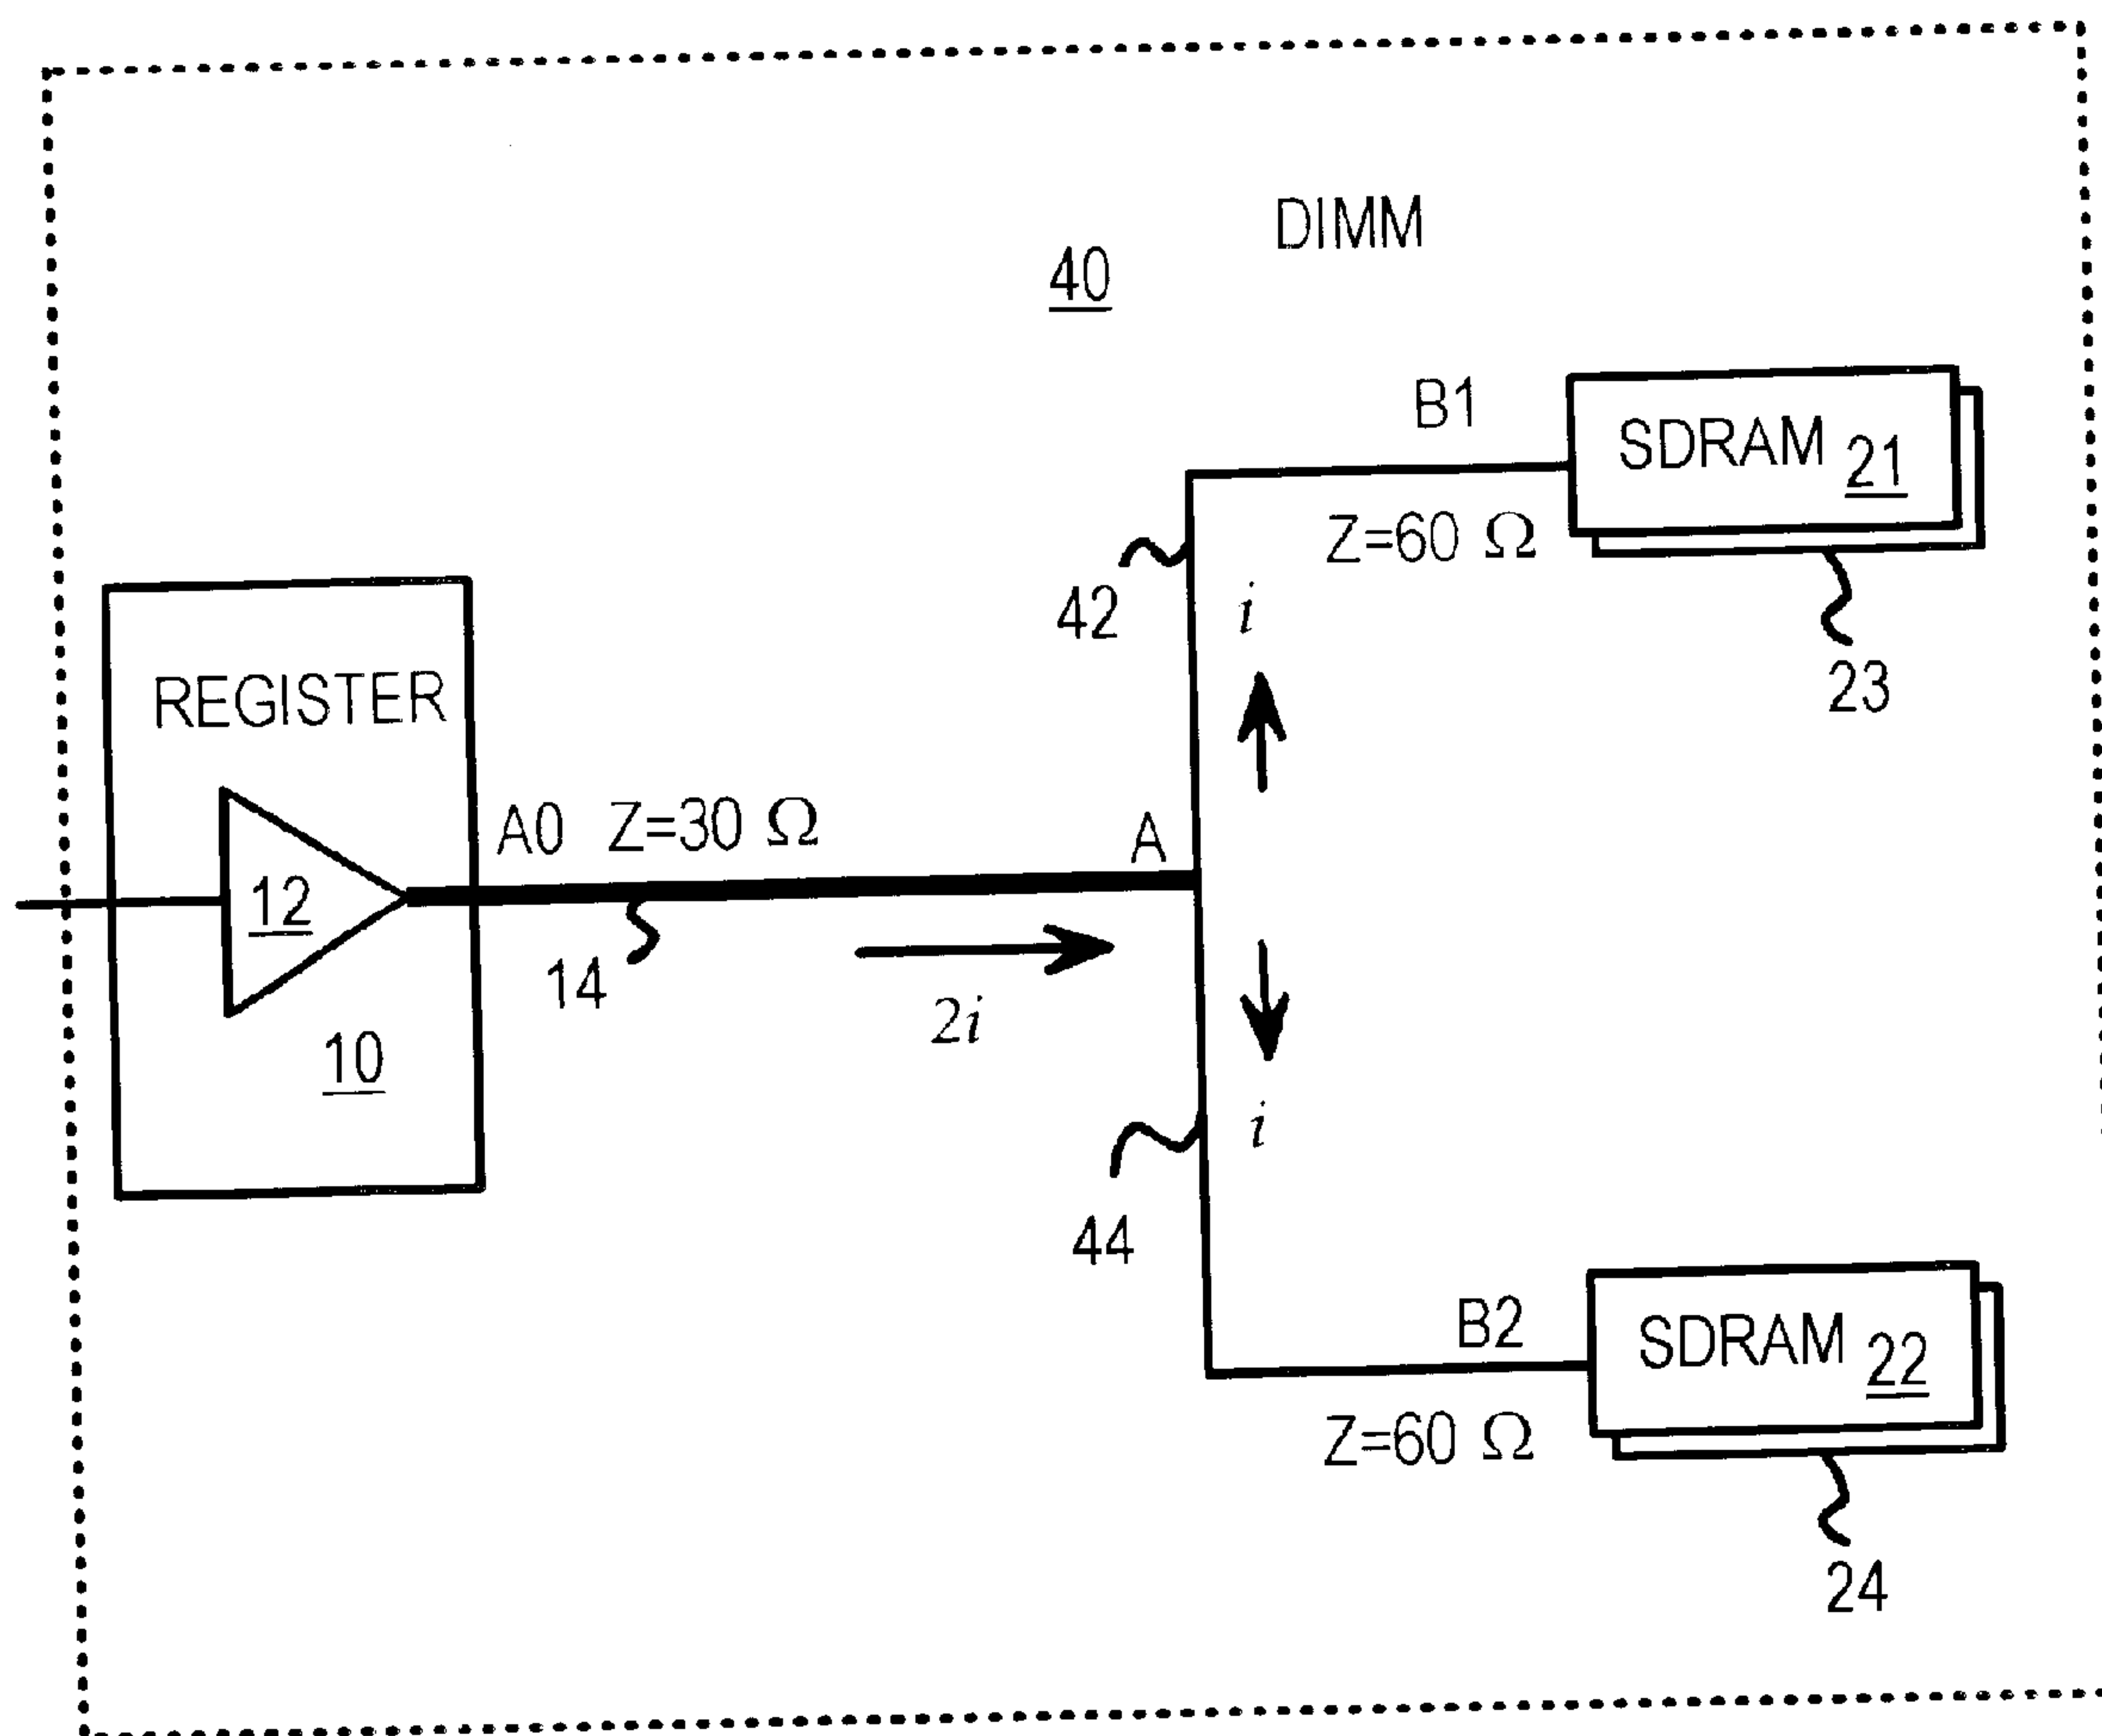 DIMM
40
B1
SDRAM 21
Z=60 Ω
42
i
23
REGISTER
A0 Z=30 Ω
A
12
14
2i
10
i
44
B2
SDRAM 22
Z=60 Ω
24